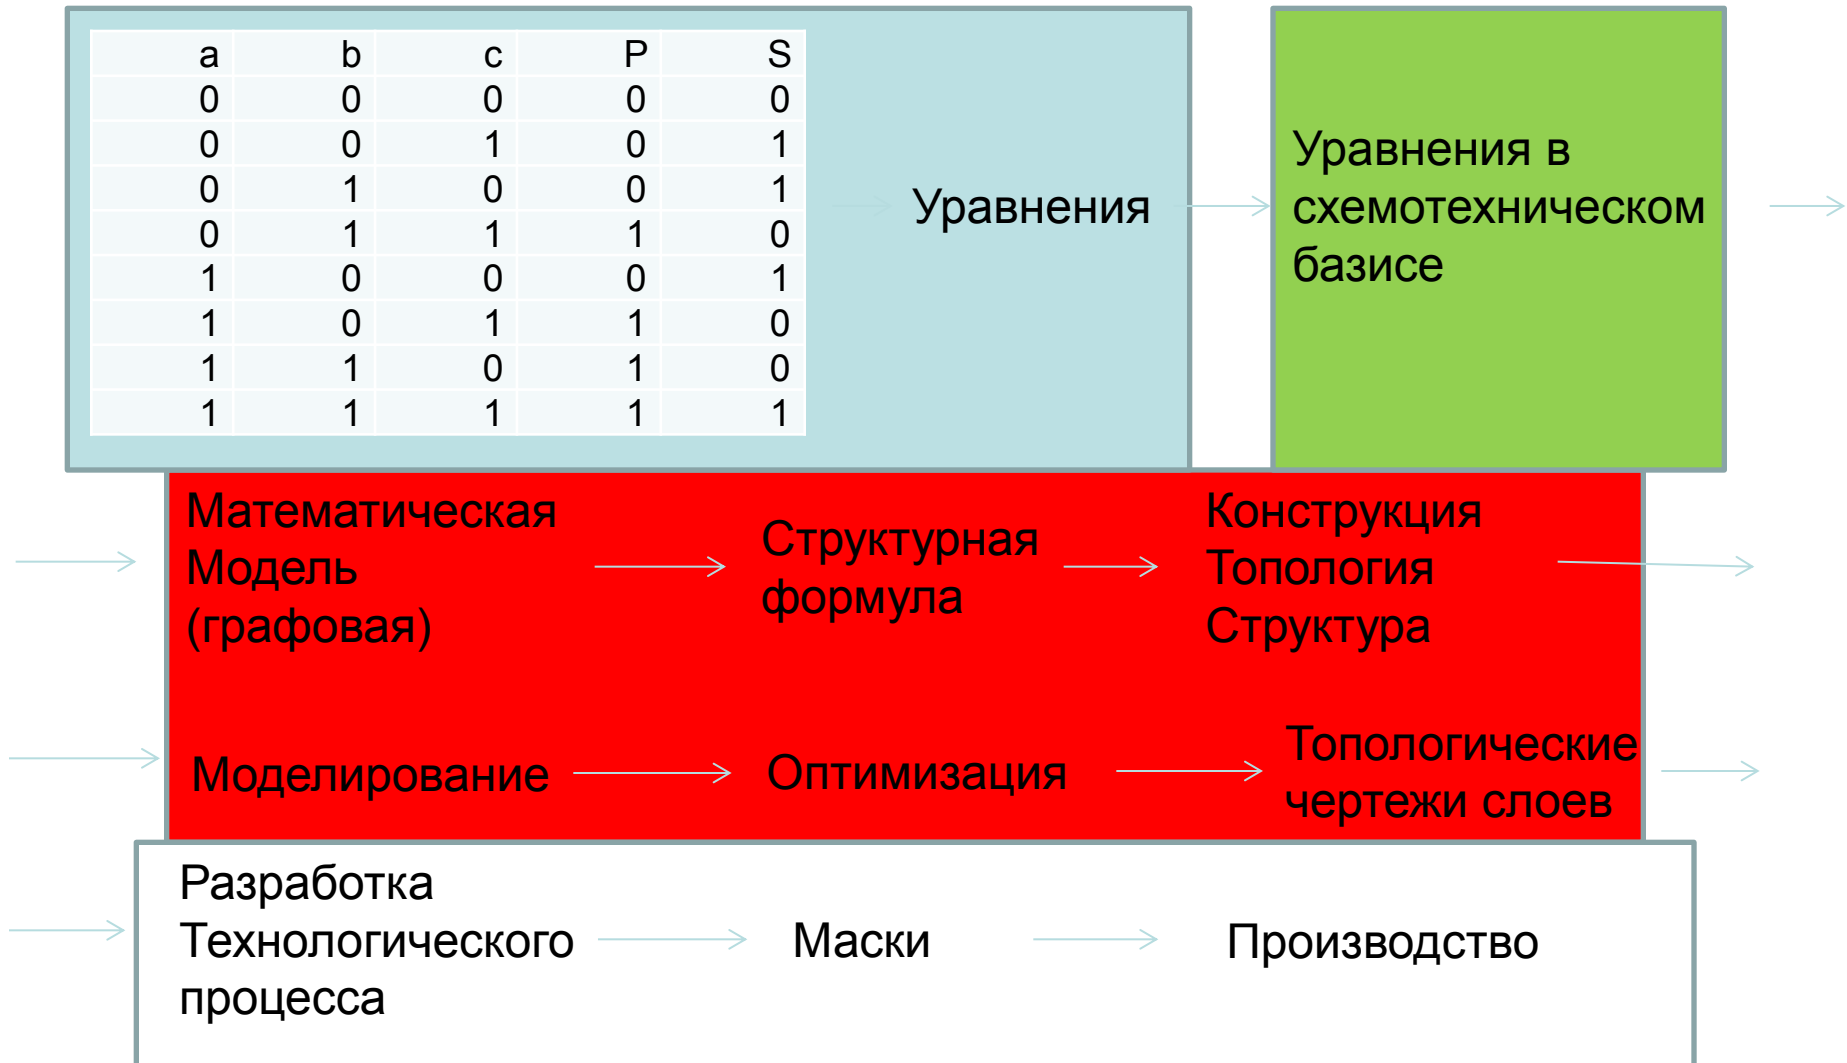 a b c P S
0 0 0 0 0
0 0 1 0 1
0 1 0 0 1
0 1 1 1 0
1 0 0 0 1
1 0 1 1 0
1 1 0 1 0
1 1 1 1 1
Уравнения
Уравнения в
схемотехническом
базисе
Математическая
Модель
(графовая)
Структурная
формула
Конструкция
Топология
Структура
Моделирование
Оптимизация
Топологические
чертежи слоев
Разработка
Технологического
процесса
Маски
Производство